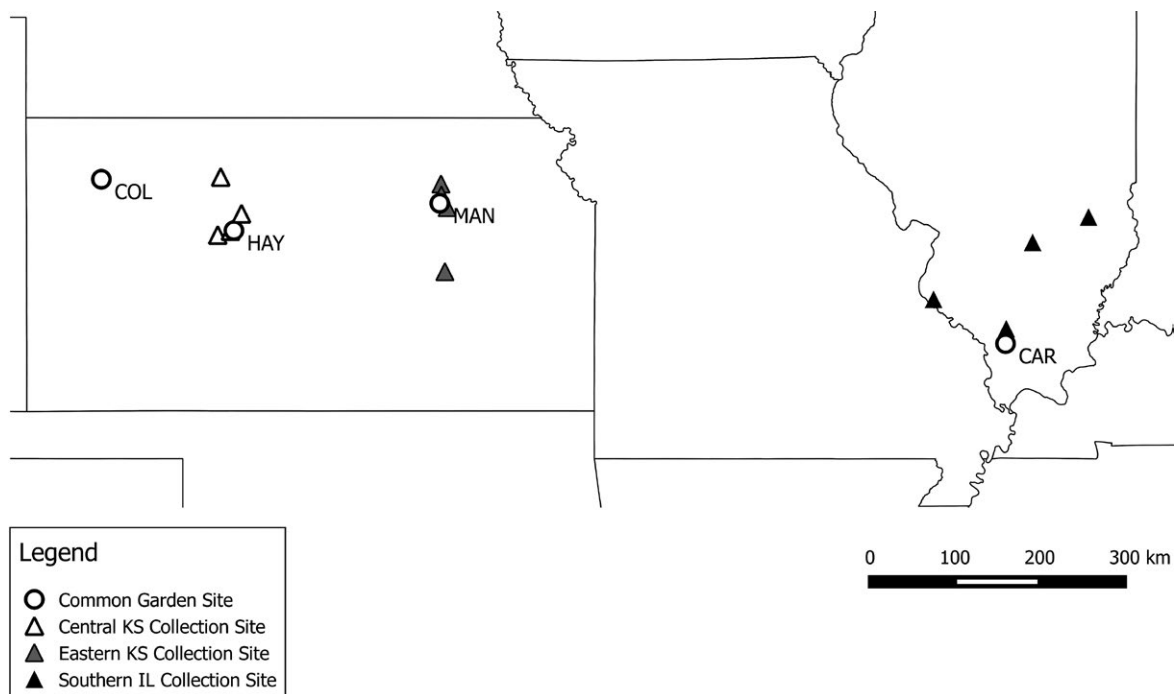 COL
MAN
HAY
CAR
Legend
Common Garden Site
Central KS Collection Site
Eastern KS Collection Site
Southern IL Collection Site
0 100 200 300 km